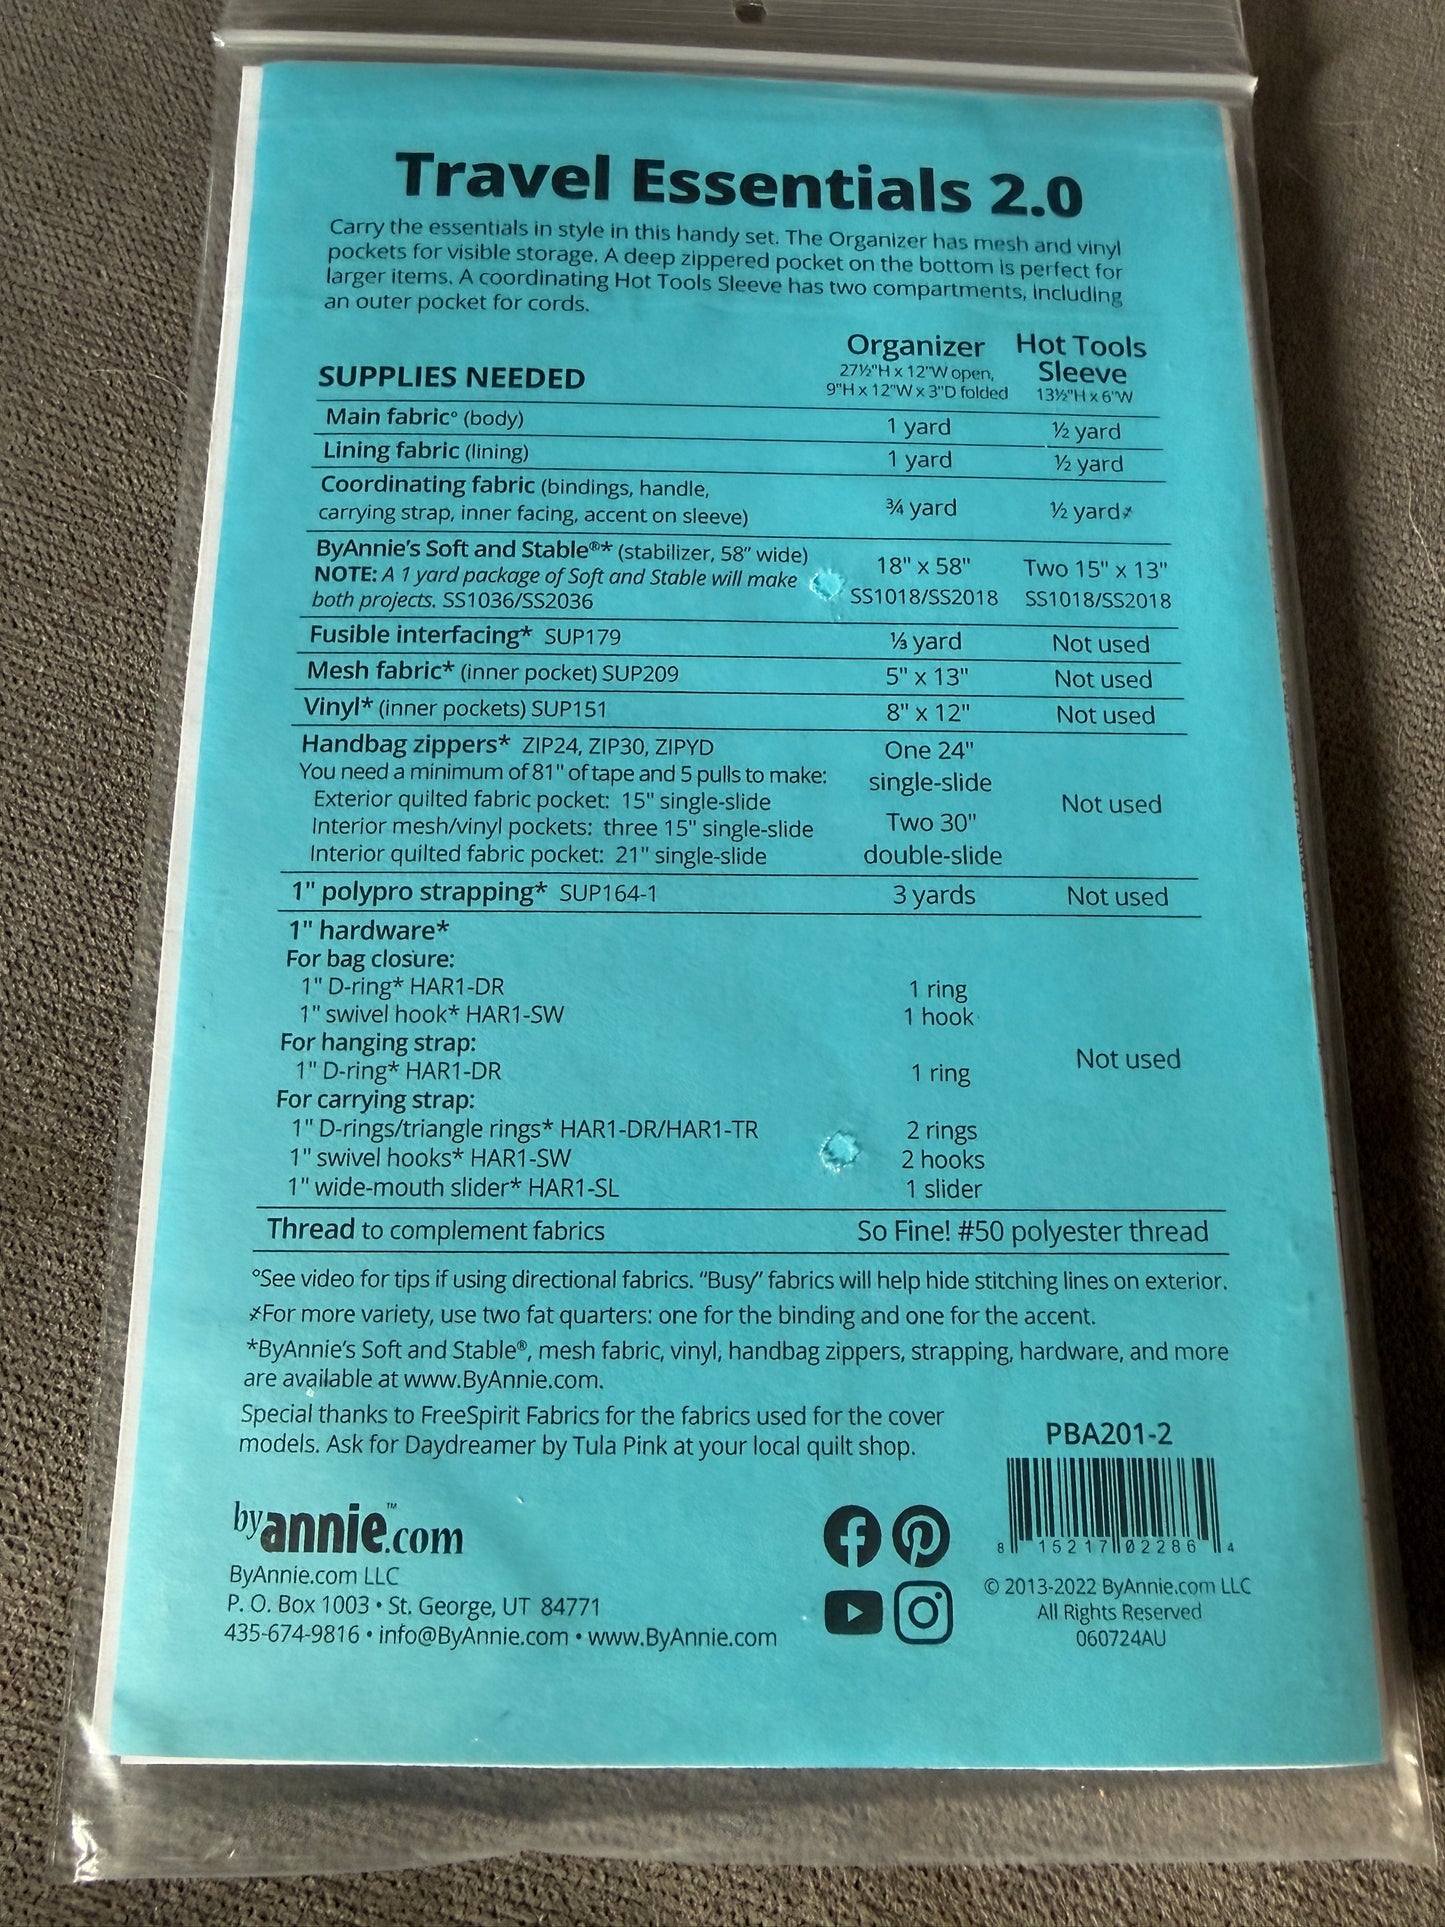 Travel Essentials 2.0
Carry the essentials in style in this handy set. The Organizer has mesh and vinyl
pockets for visible storage. A deep zippered pocket on the bottom is perfect for
larger items. A coordinating Hot Tools Sleeve has two compartments, including
an outer pocket for cords.
SUPPLIES NEEDED
Organizer
27½"H x 12"W open,
9"H x 12"W x 3"D folded
Hot Tools
Sleeve
13½"H x 6"W
Main fabric° (body) 1 yard ½ yard
Lining fabric (lining) 1 yard ½ yard
Coordinating fabric (bindings, handle,
carrying strap, inner facing, accent on sleeve) ¾ yard ½ yard≁
ByAnnie's Soft and Stable®* (stabilizer, 58" wide)
NOTE: A 1 yard package of Soft and Stable will make
both projects. SS1036/SS2036
18" x 58"
SS1018/SS2018
Two 15" x 13"
SS1018/SS2018
Fusible interfacing* SUP179 ⅓ yard Not used
Mesh fabric* (inner pocket) SUP209 5" x 13" Not used
Vinyl* (inner pockets) SUP151 8" x 12" Not used
Handbag zippers* ZIP24, ZIP30, ZIPYD
You need a minimum of 81" of tape and 5 pulls to make:
Exterior quilted fabric pocket: 15" single-slide
Interior mesh/vinyl pockets: three 15" single-slide
Interior quilted fabric pocket: 21" single-slide
One 24"
single-slide
Two 30"
double-slide
Not used
1" polypro strapping* SUP164-1 3 yards Not used
1" hardware*
For bag closure:
1" D-ring* HAR1-DR 1 ring
1" swivel hook* HAR1-SW 1 hook
For hanging strap:
1" D-ring* HAR1-DR 1 ring
Not used
For carrying strap:
1" D-rings/triangle rings* HAR1-DR/HAR1-TR 2 rings
1" swivel hooks* HAR1-SW 2 hooks
1" wide-mouth slider* HAR1-SL 1 slider
Thread to complement fabrics So Fine! #50 polyester thread
°See video for tips if using directional fabrics. "Busy" fabrics will help hide stitching lines on exterior.
≁For more variety, use two fat quarters: one for the binding and one for the accent.
*ByAnnie's Soft and Stable®, mesh fabric, vinyl, handbag zippers, strapping, hardware, and more
are available at www.ByAnnie.com.
Special thanks to FreeSpirit Fabrics for the fabrics used for the cover
models. Ask for Daydreamer by Tula Pink at your local quilt shop.
PBA201-2
8 15217 02286 4
byannie.com™
ByAnnie.com LLC
P. O. Box 1003 • St. George, UT 84771
435-674-9816 • info@ByAnnie.com • www.ByAnnie.com
© 2013-2022 ByAnnie.com LLC
All Rights Reserved
060724AU